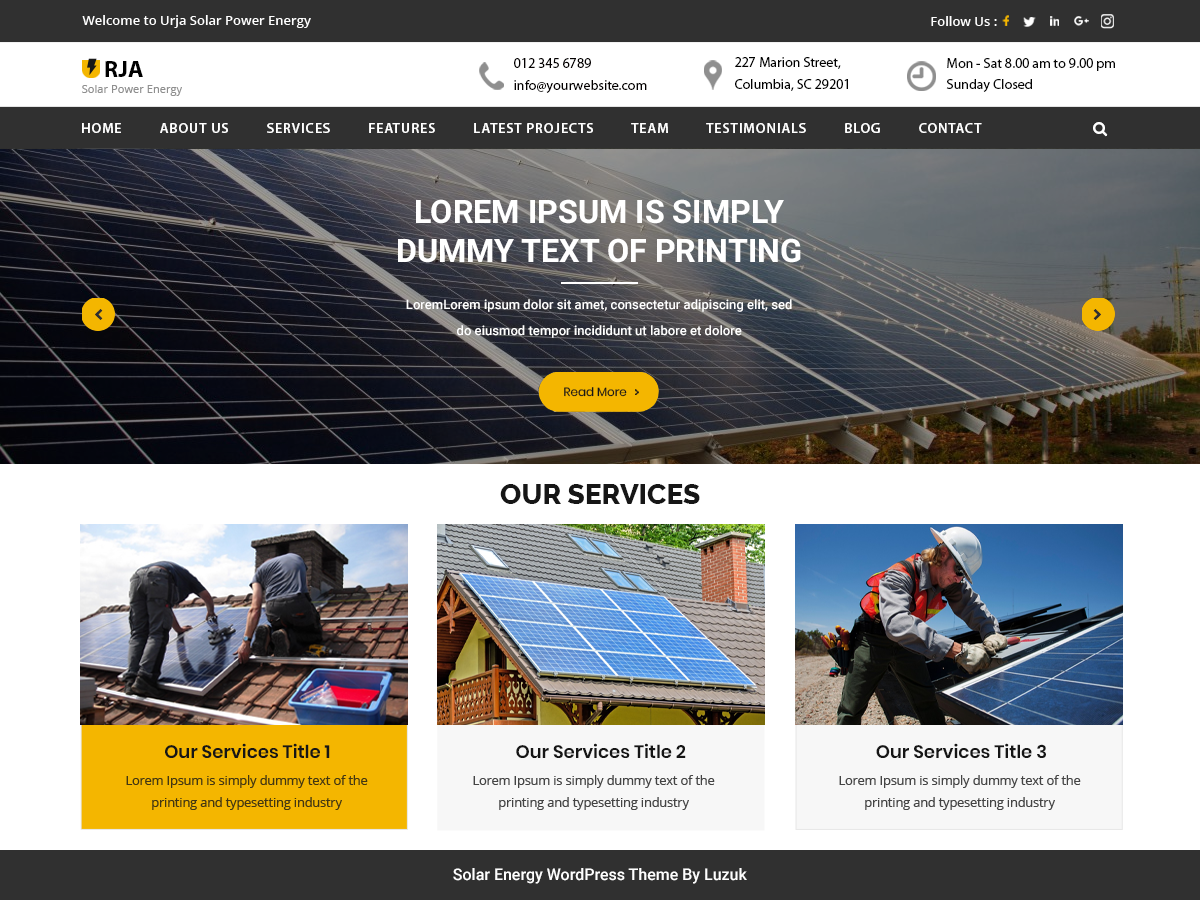 Welcome to Urja Solar Power Energy
Follow Us :
RJA
Solar Power Energy
012 345 6789
info@yourwebsite.com
227 Marion Street,
Columbia, SC 29201
Mon - Sat 8.00 am to 9.00 pm
Sunday Closed
HOME ABOUT US SERVICES FEATURES LATEST PROJECTS TEAM TESTIMONIALS BLOG CONTACT
LOREM IPSUM IS SIMPLY
DUMMY TEXT OF PRINTING
LoremLorem ipsum dolor sit amet, consectetur adipiscing elit, sed
do eiusmod tempor incididunt ut labore et dolore
Read More
OUR SERVICES
Our Services Title 1
Lorem Ipsum is simply dummy text of the
printing and typesetting industry
Our Services Title 2
Lorem Ipsum is simply dummy text of the
printing and typesetting industry
Our Services Title 3
Lorem Ipsum is simply dummy text of the
printing and typesetting industry
Solar Energy WordPress Theme By Luzuk